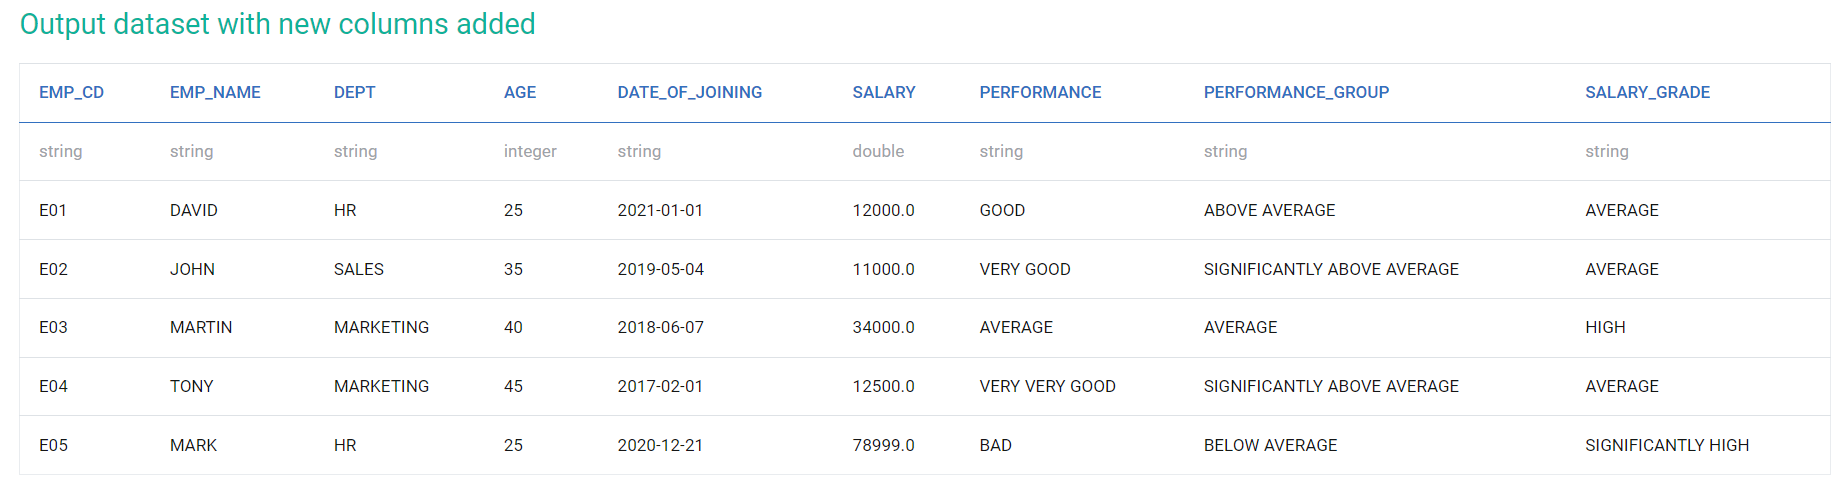 Output dataset with new columns added
EMP_CD EMP_NAME DEPT AGE DATE_OF_JOINING SALARY PERFORMANCE PERFORMANCE_GROUP SALARY_GRADE
string string string integer string double string string string
E01 DAVID HR 25 2021-01-01 12000.0 GOOD ABOVE AVERAGE AVERAGE
E02 JOHN SALES 35 2019-05-04 11000.0 VERY GOOD SIGNIFICANTLY ABOVE AVERAGE AVERAGE
E03 MARTIN MARKETING 40 2018-06-07 34000.0 AVERAGE AVERAGE HIGH
E04 TONY MARKETING 45 2017-02-01 12500.0 VERY VERY GOOD SIGNIFICANTLY ABOVE AVERAGE AVERAGE
E05 MARK HR 25 2020-12-21 78999.0 BAD BELOW AVERAGE SIGNIFICANTLY HIGH